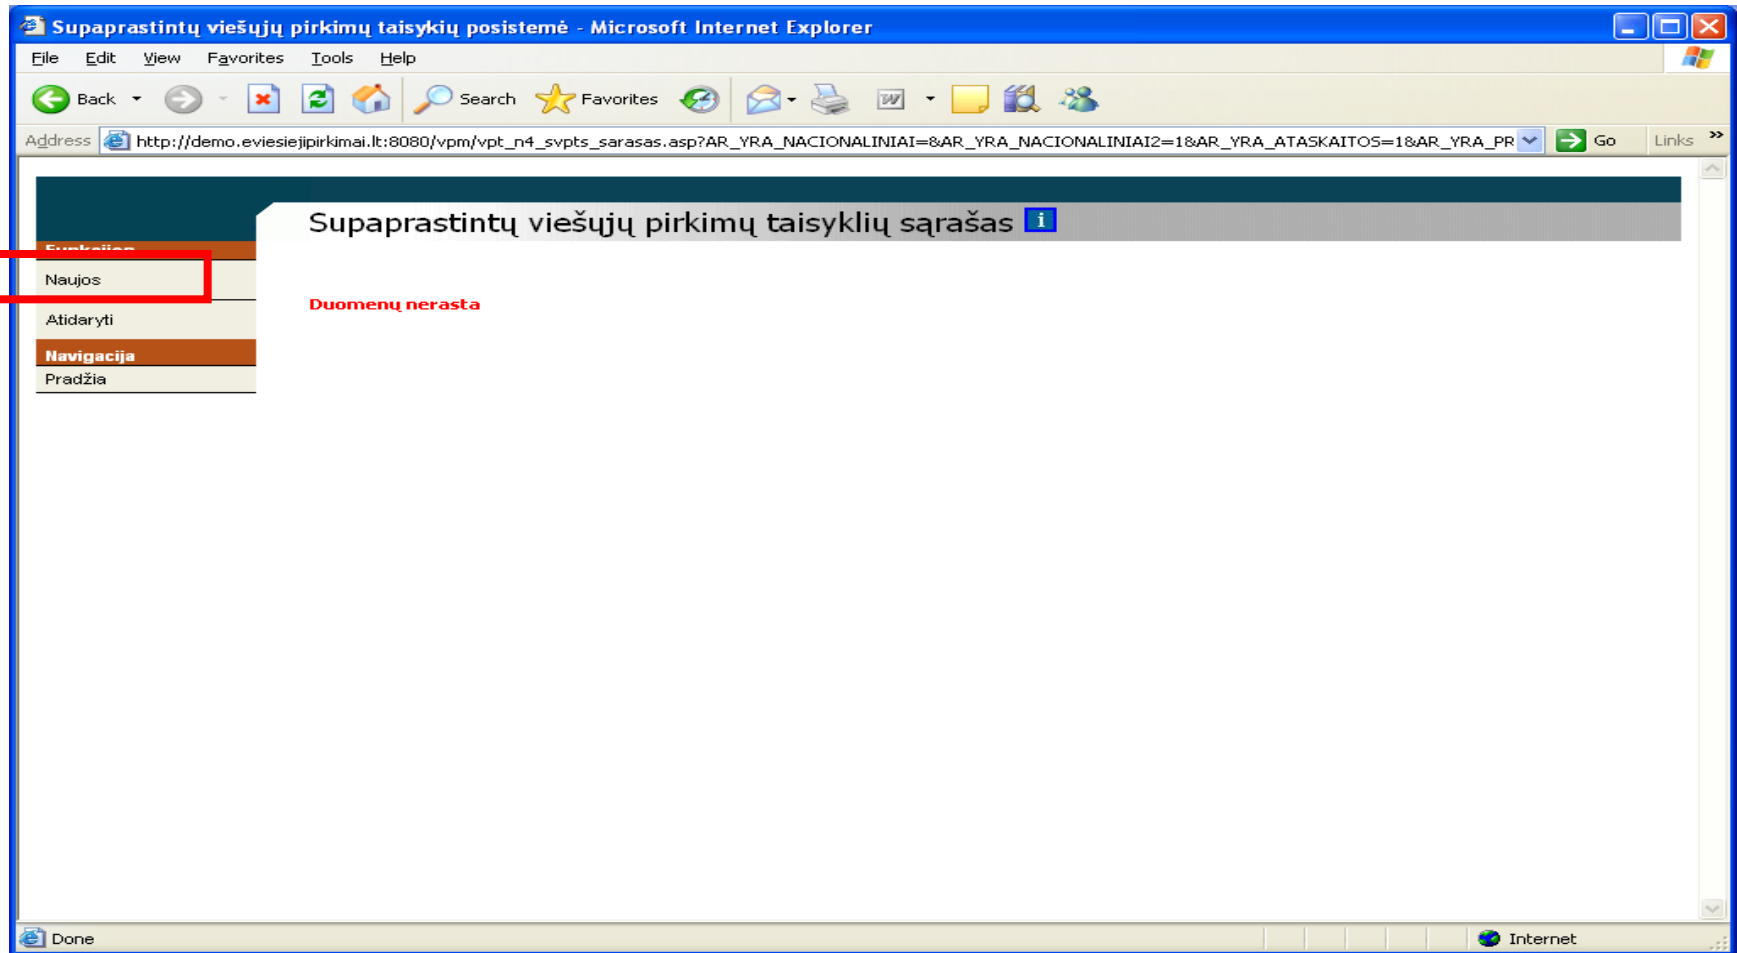 Supaprastintų viešųjų pirkimų taisykių posistemė - Microsoft Internet Explorer
File Edit View Favorites Tools Help
Back Search Favorites
Address http://demo.eviesiejipirkimai.lt:8080/vpm/vpt_n4_svpts_sarasas.asp?AR_YRA_NACIONALINIAI=&AR_YRA_NACIONALINIAI2=1&AR_YRA_ATASKAITOS=1&AR_YRA_PR Go Links »
Supaprastintų viešųjų pirkimų taisyklių sąrašas i
Funkcijos
Naujos
Duomenų nerasta
Atidaryti
Navigacija
Pradžia
Done Internet